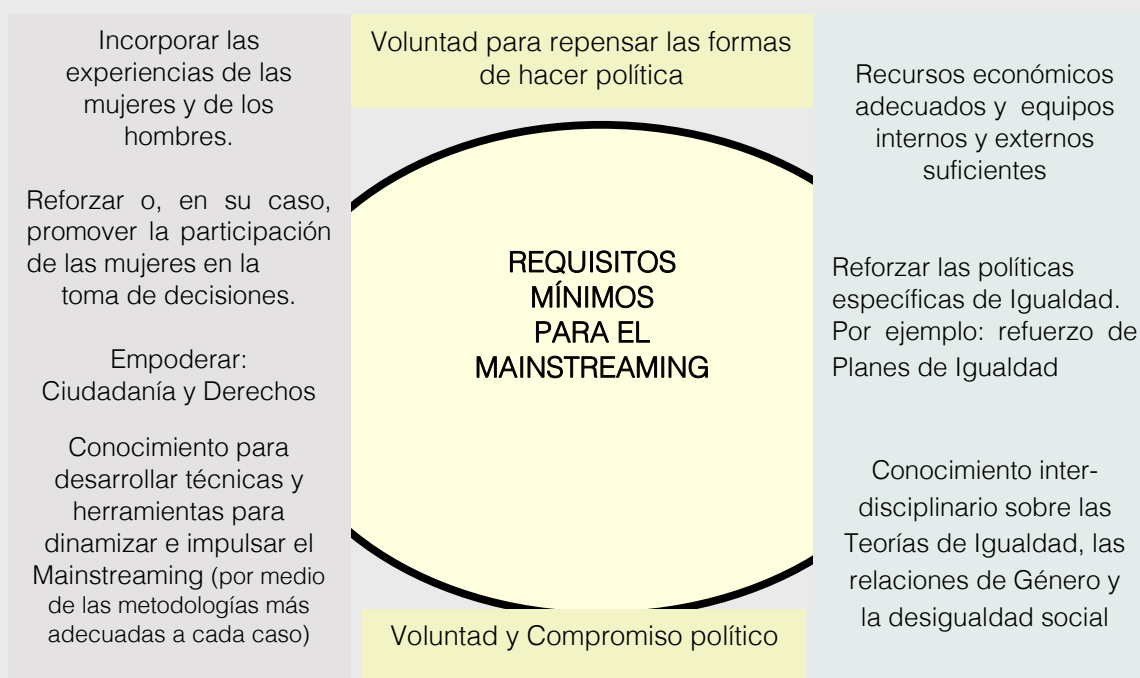 Incorporar las
experiencias de las
mujeres y de los
hombres.
Reforzar o, en su caso,
promover la participación
de las mujeres en la
toma de decisiones.
Empoderar:
Ciudadanía y Derechos
Conocimiento para
desarrollar técnicas y
herramientas para
dinamizar e impulsar el
Mainstreaming (por medio
de las metodologías más
adecuadas a cada caso)
Voluntad para repensar las formas
de hacer política
REQUISITOS
MÍNIMOS
PARA EL
MAINSTREAMING
Voluntad y Compromiso político
Recursos económicos
adecuados y equipos
internos y externos
suficientes
Reforzar las políticas
específicas de Igualdad.
Por ejemplo: refuerzo de
Planes de Igualdad
Conocimiento inter-
disciplinario sobre las
Teorías de Igualdad, las
relaciones de Género y
la desigualdad social